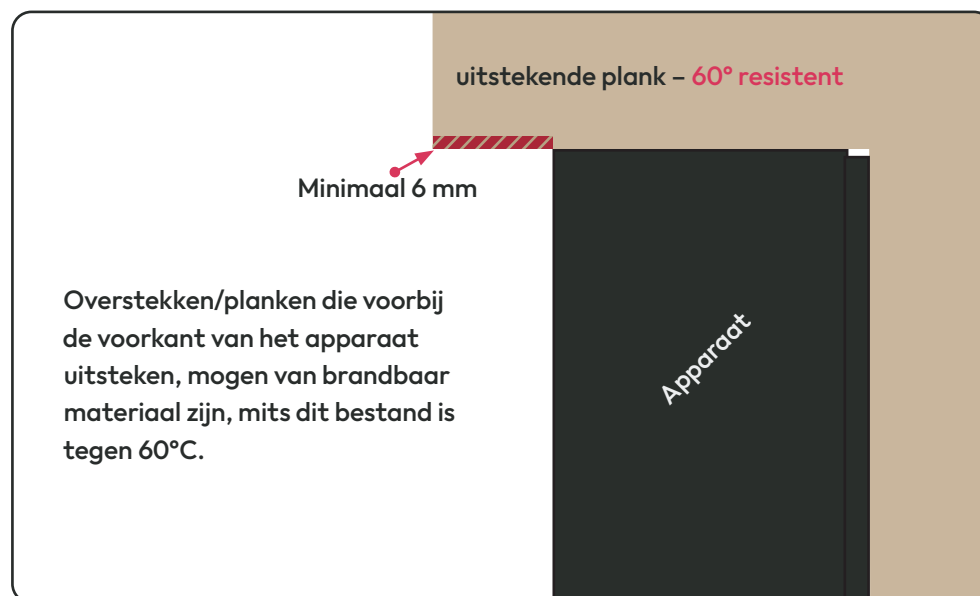 uitstekende plank – 60° resistent
Minimaal 6 mm
Overstekken/planken die voorbij
de voorkant van het apparaat
uitsteken, mogen van brandbaar
materiaal zijn, mits dit bestand is
tegen 60°C.
Apparaat